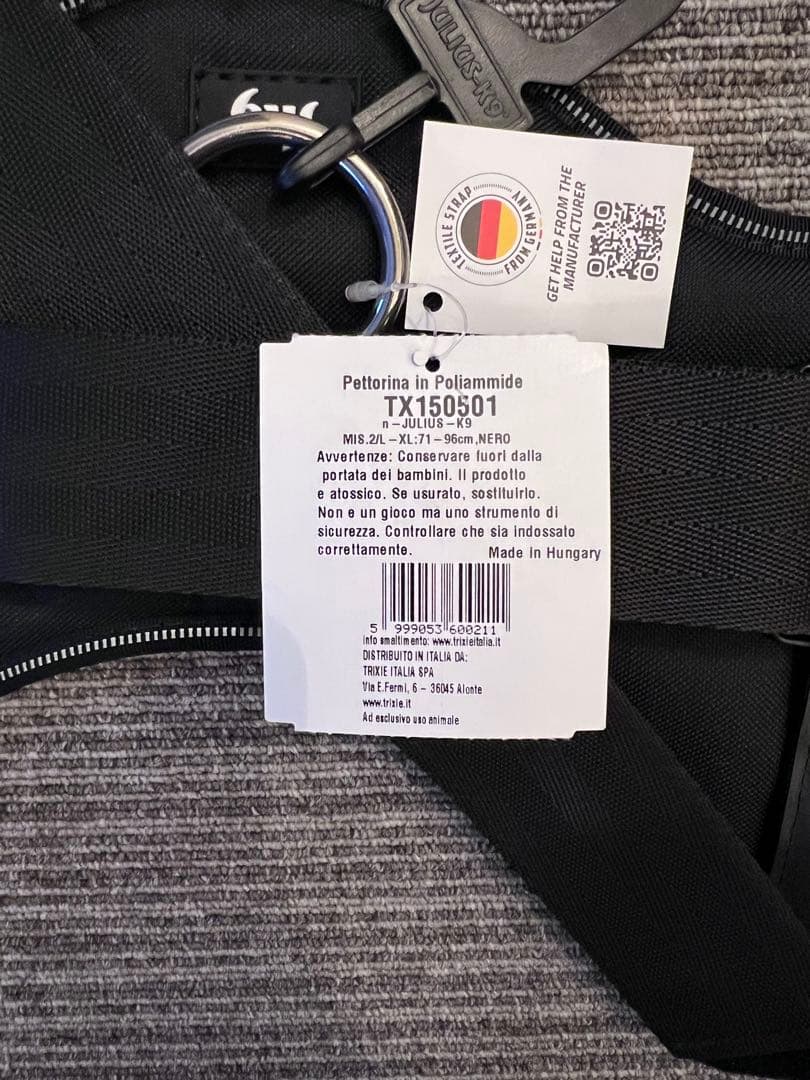 JULIUS-K9®
TEXTILE STRAP
FROM GERMANY
GET HELP FROM THE
MANUFACTURER
Pettorina in Poliammide
TX150501
n-JULIUS-K9
MIS.2/L-XL:71-96cm,NERO
Avvertenze: Conservare fuori dalla
portata dei bambini. Il prodotto
e atossico. Se usurato, sostituirlo.
Non e un gioco ma uno strumento di
sicurezza. Controllare che sia indossato
correttamente.
Made in Hungary
5 999053 600211
info smaltimento: www.trixieitalia.it
DISTRIBUITO IN ITALIA DA:
TRIXIE ITALIA SPA
Via E.Fermi, 6 - 36045 Alonte
www.trixie.it
Ad esclusivo uso animale